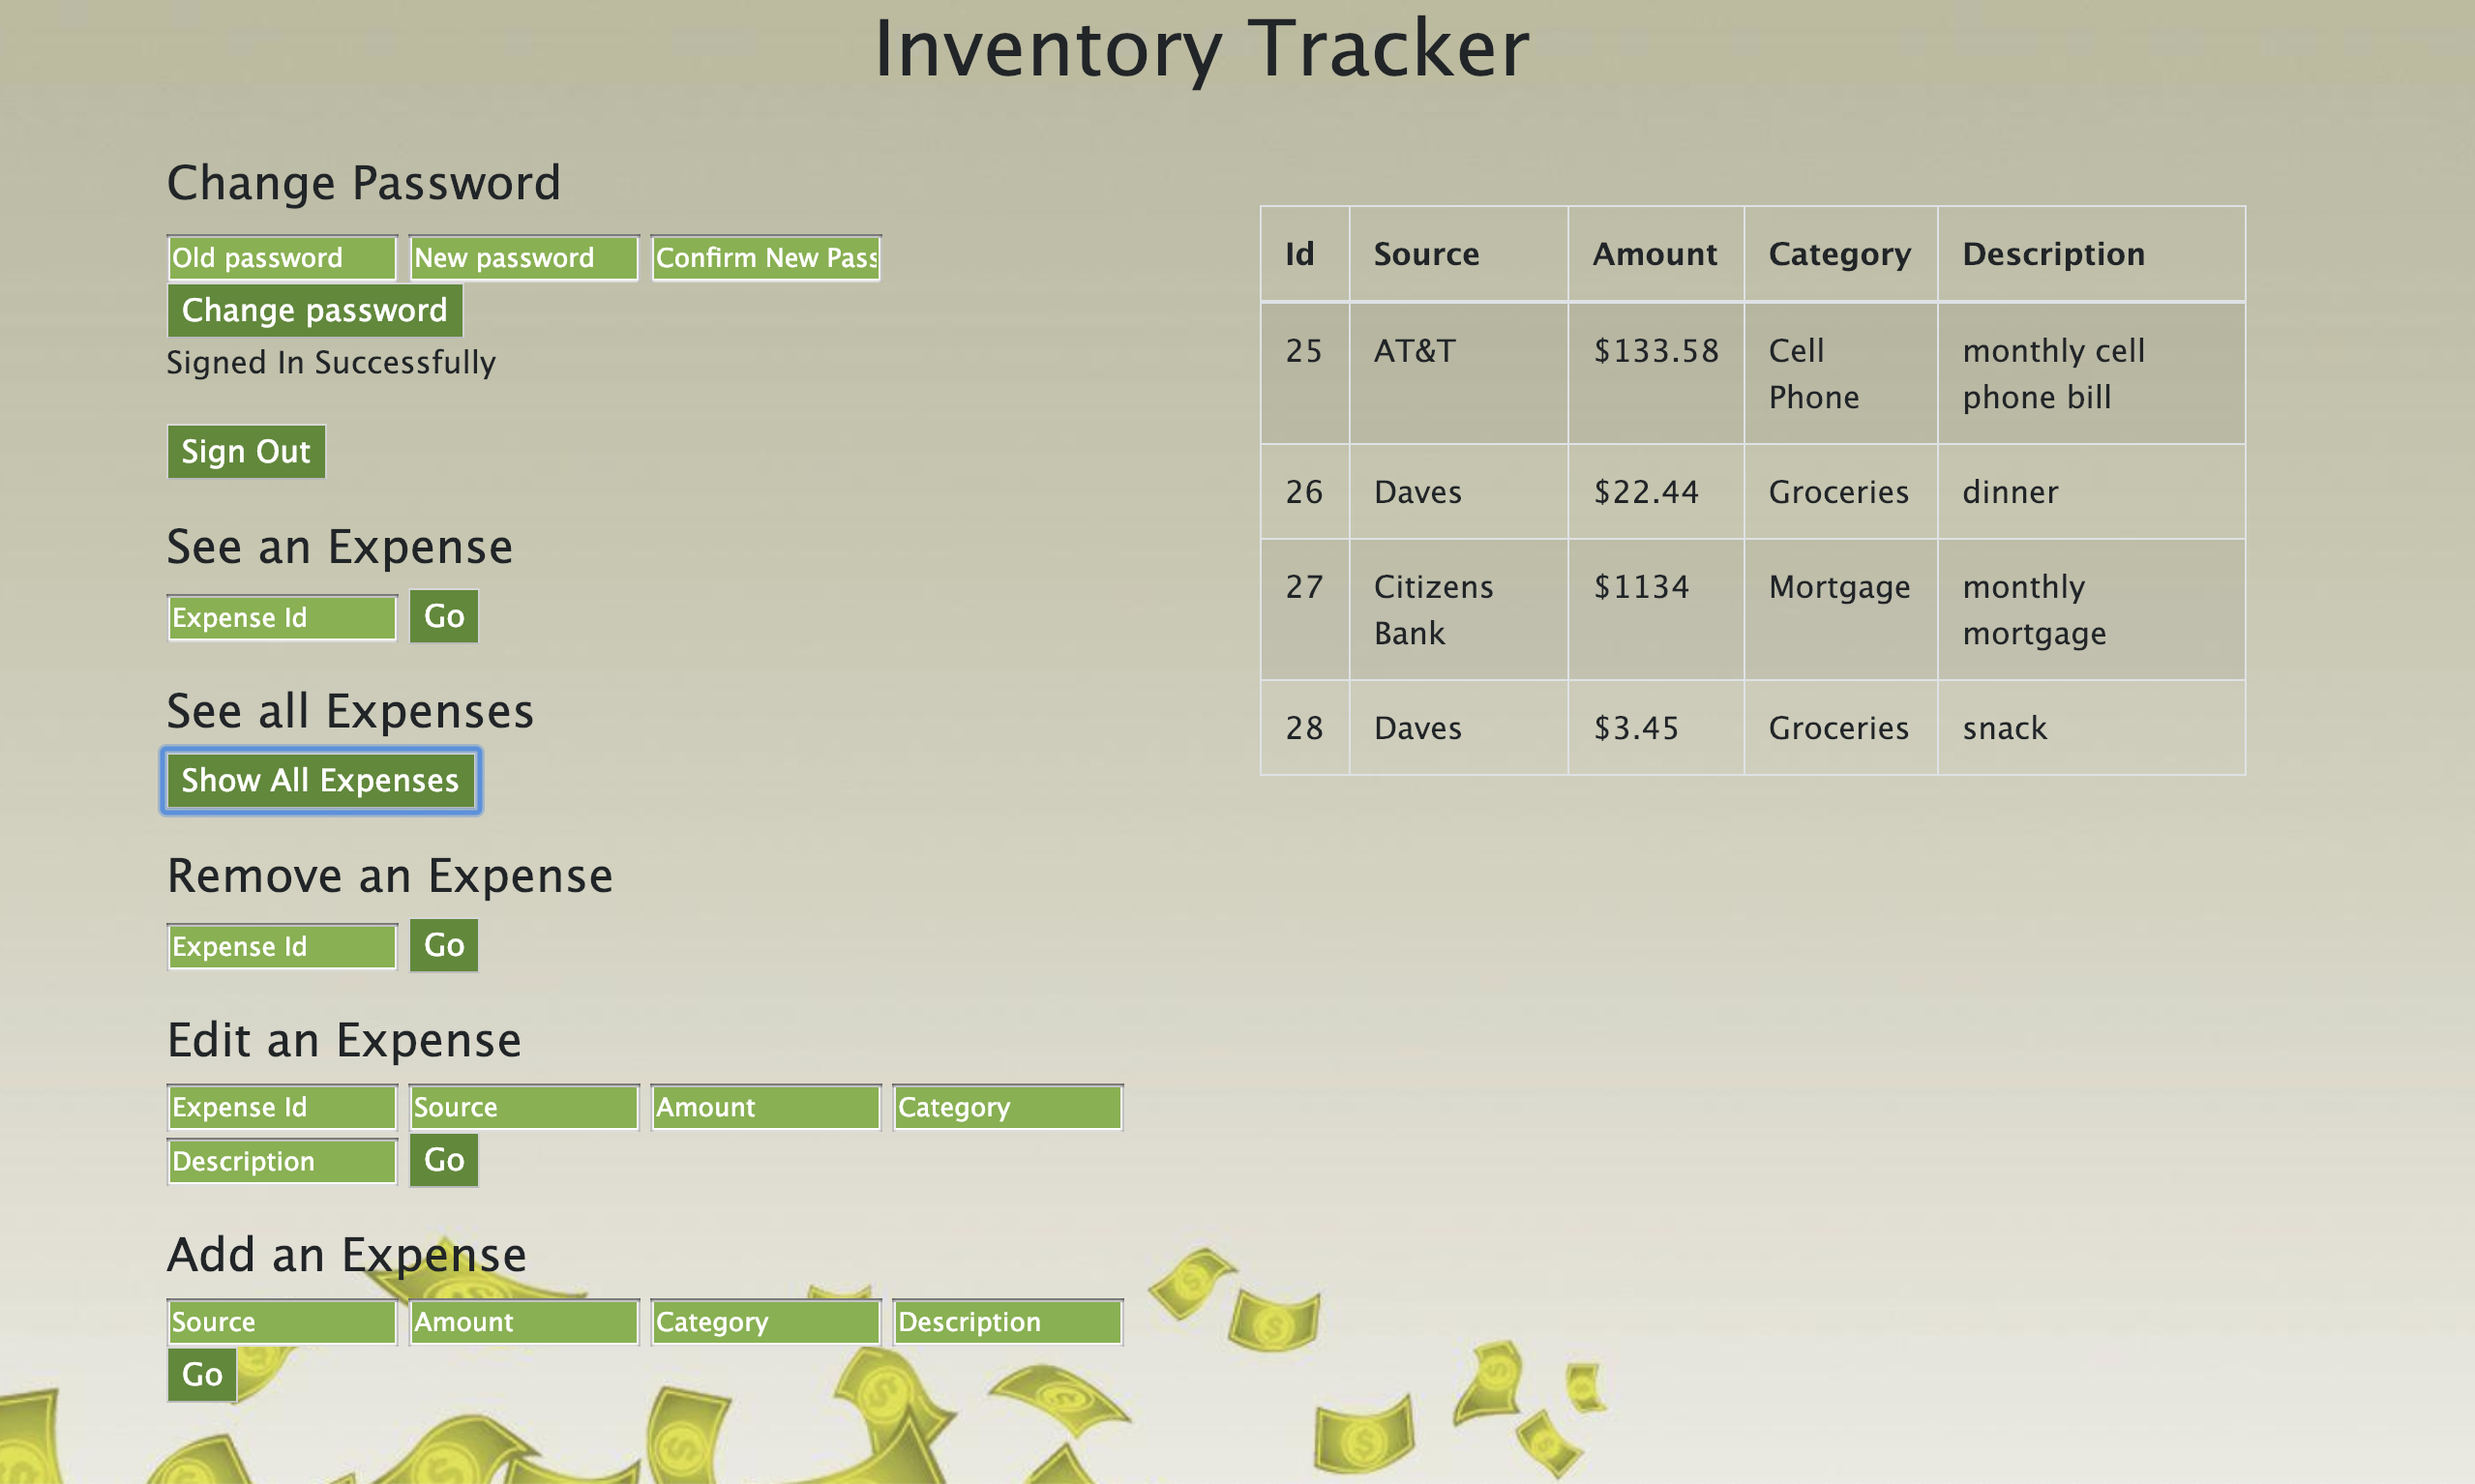 Inventory Tracker
Change Password
Old password New password Confirm New Pass
Change password
Signed In Successfully
Sign Out
See an Expense
Expense Id Go
See all Expenses
Show All Expenses
Remove an Expense
Expense Id Go
Edit an Expense
Expense Id Source Amount Category
Description Go
Add an Expense
Source Amount Category Description
Go
Id Source Amount Category Description
25 AT&T $133.58 Cell monthly cell
Phone phone bill
26 Daves $22.44 Groceries dinner
27 Citizens $1134 Mortgage monthly
Bank mortgage
28 Daves $3.45 Groceries snack